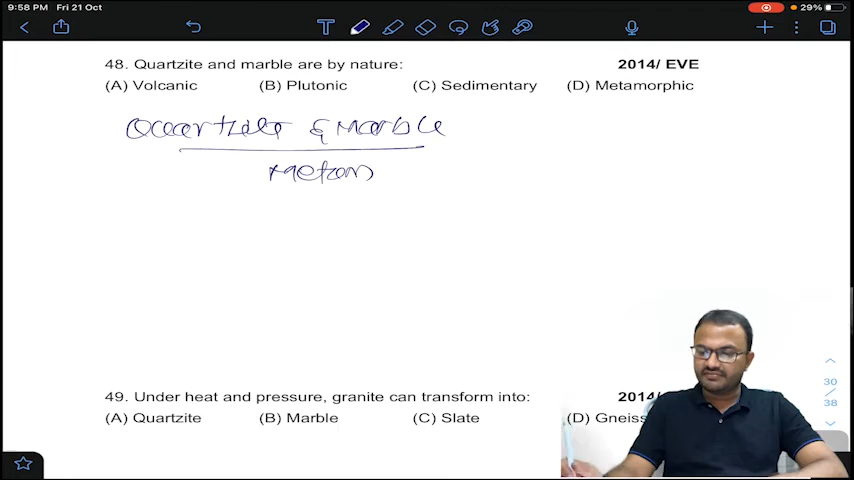 9:58 PM Fri 21 Oct 29%
48. Quartzite and marble are by nature: 2014/ EVE
(A) Volcanic (B) Plutonic (C) Sedimentary (D) Metamorphic
Quartzite & Marble
Metam
49. Under heat and pressure, granite can transform into: 2014/
(A) Quartzite (B) Marble (C) Slate (D) Gneiss
30
38